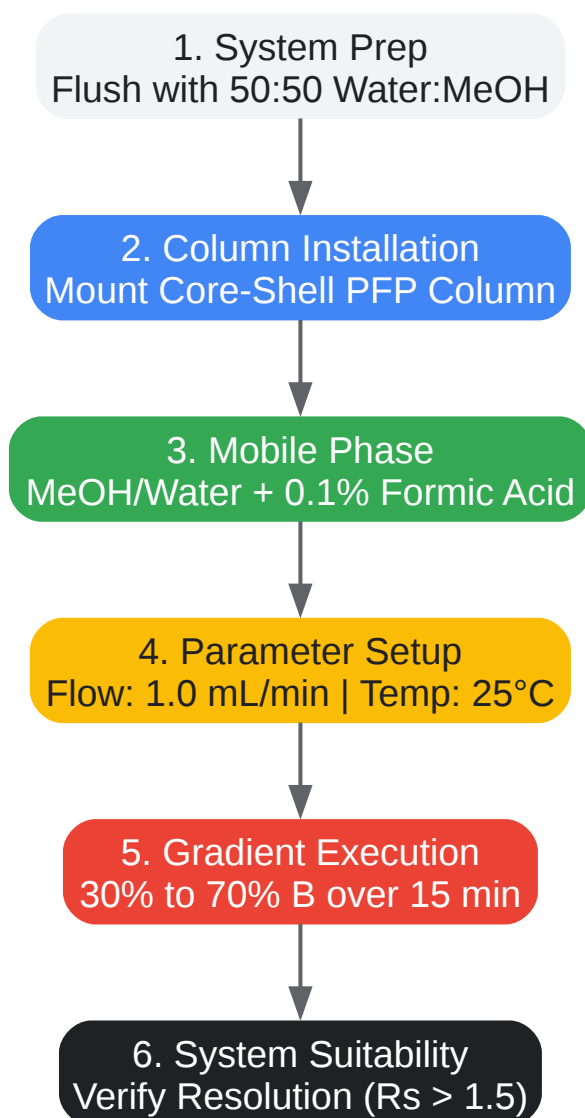 1. System Prep
Flush with 50:50 Water:MeOH
2. Column Installation
Mount Core-Shell PFP Column
3. Mobile Phase
MeOH/Water + 0.1% Formic Acid
4. Parameter Setup
Flow: 1.0 mL/min | Temp: 25°C
5. Gradient Execution
30% to 70% B over 15 min
6. System Suitability
Verify Resolution (Rs > 1.5)